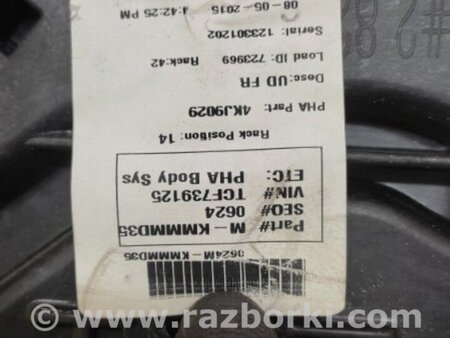 0624M-KMMMD35
Part# M-KMMMD35
SEQ# 0624
VIN# TCF739125
ETC: PHA Body Sys
Rack Position: 14
PHA Part: 4KJ9029
Desc: UD FR
Load ID: 723969 Rack: 42
Serial: 123301202
08-05-2015 4:42:25 PM
www.razborki.com